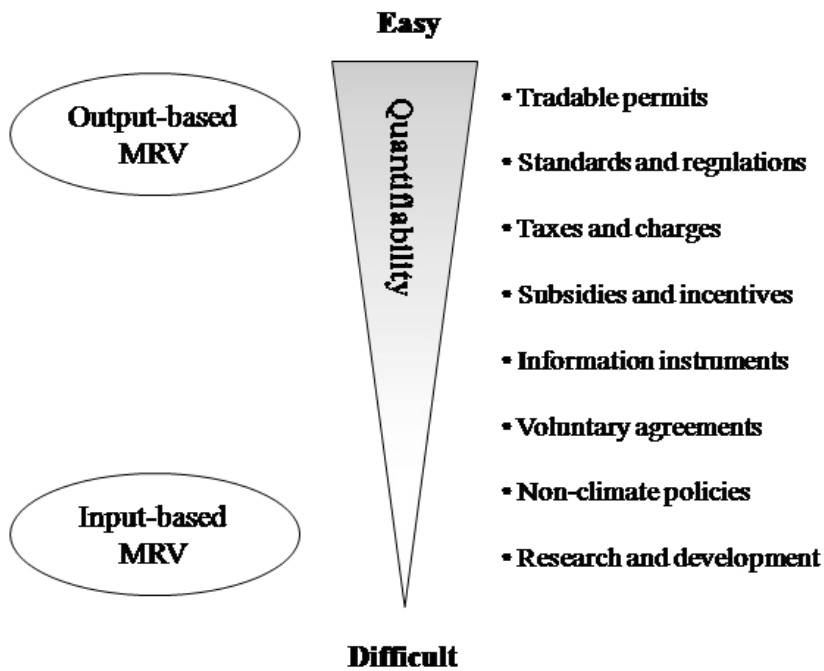 Easy
Output-based
MRV
Quantifiability
• Tradable permits
• Standards and regulations
• Taxes and charges
• Subsidies and incentives
• Information instruments
• Voluntary agreements
• Non-climate policies
• Research and development
Input-based
MRV
Difficult